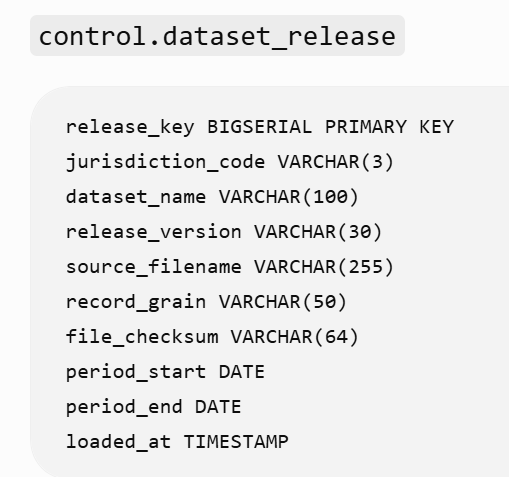 control.dataset_release
release_key BIGSERIAL PRIMARY KEY
jurisdiction_code VARCHAR(3)
dataset_name VARCHAR(100)
release_version VARCHAR(30)
source_filename VARCHAR(255)
record_grain VARCHAR(50)
file_checksum VARCHAR(64)
period_start DATE
period_end DATE
loaded_at TIMESTAMP